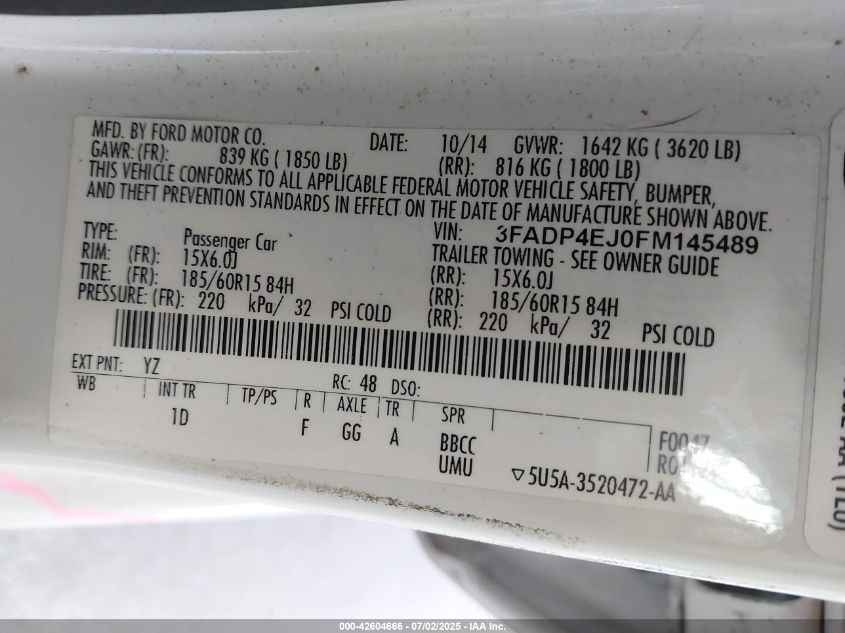 MFD. BY FORD MOTOR CO. DATE: 10/14 GVWR: 1642 KG ( 3620 LB)
GAWR: (FR): 839 KG ( 1850 LB) (RR): 816 KG ( 1800 LB)
THIS VEHICLE CONFORMS TO ALL APPLICABLE FEDERAL MOTOR VEHICLE SAFETY, BUMPER,
AND THEFT PREVENTION STANDARDS IN EFFECT ON THE DATE OF MANUFACTURE SHOWN ABOVE.
VIN: 3FADP4EJ0FM145489
TYPE: Passenger Car TRAILER TOWING - SEE OWNER GUIDE
RIM: (FR): 15X6.0J (RR): 15X6.0J
TIRE: (FR): 185/60R15 84H (RR): 185/60R15 84H
PRESSURE: (FR): 220 kPa/ 32 PSI COLD (RR): 220 kPa/ 32 PSI COLD
EXT PNT: YZ RC: 48 DSO:
WB INT TR TP/PS R AXLE TR SPR
1D F GG A BBCC F0047
UMU
▽5U5A-3520472-AA
000-42604666 - 07/02/2025 - IAA Inc.